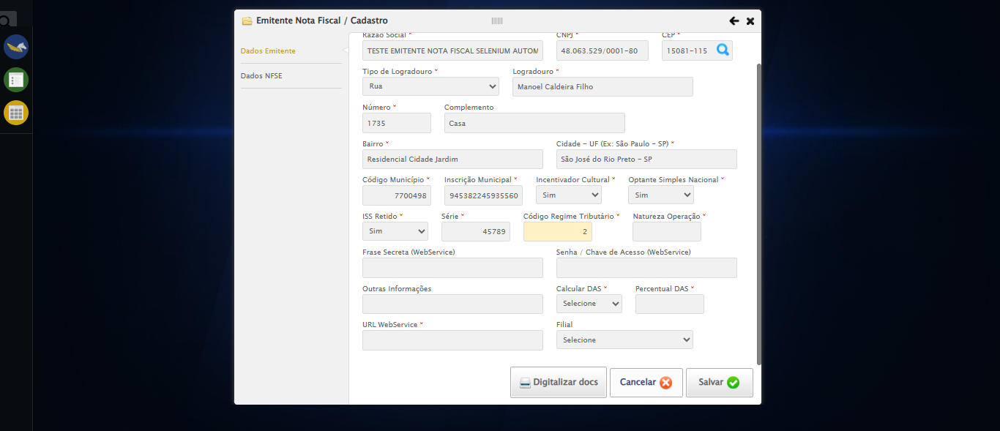 Emitente Nota Fiscal / Cadastro
Dados Emitente
Dados NFSE
Razão Social * CNPJ * CEP *
TESTE EMITENTE NOTA FISCAL SELENIUM AUTOM 48.063.529/0001-80 15081-115
Tipo de Logradouro * Logradouro *
Rua Manoel Caldeira Filho
Número * Complemento
1735 Casa
Bairro * Cidade - UF (Ex: São Paulo - SP) *
Residencial Cidade Jardim São José do Rio Preto - SP
Código Município * Inscrição Municipal * Incentivador Cultural * Optante Simples Nacional *
7700498 945382245935560 Sim Sim
ISS Retido * Série * Código Regime Tributário * Natureza Operação *
Sim 45789 2
Frase Secreta (WebService) Senha / Chave de Acesso (WebService)
Outras Informações Calcular DAS * Percentual DAS *
Selecione
URL WebService * Filial
Selecione
Digitalizar docs Cancelar Salvar